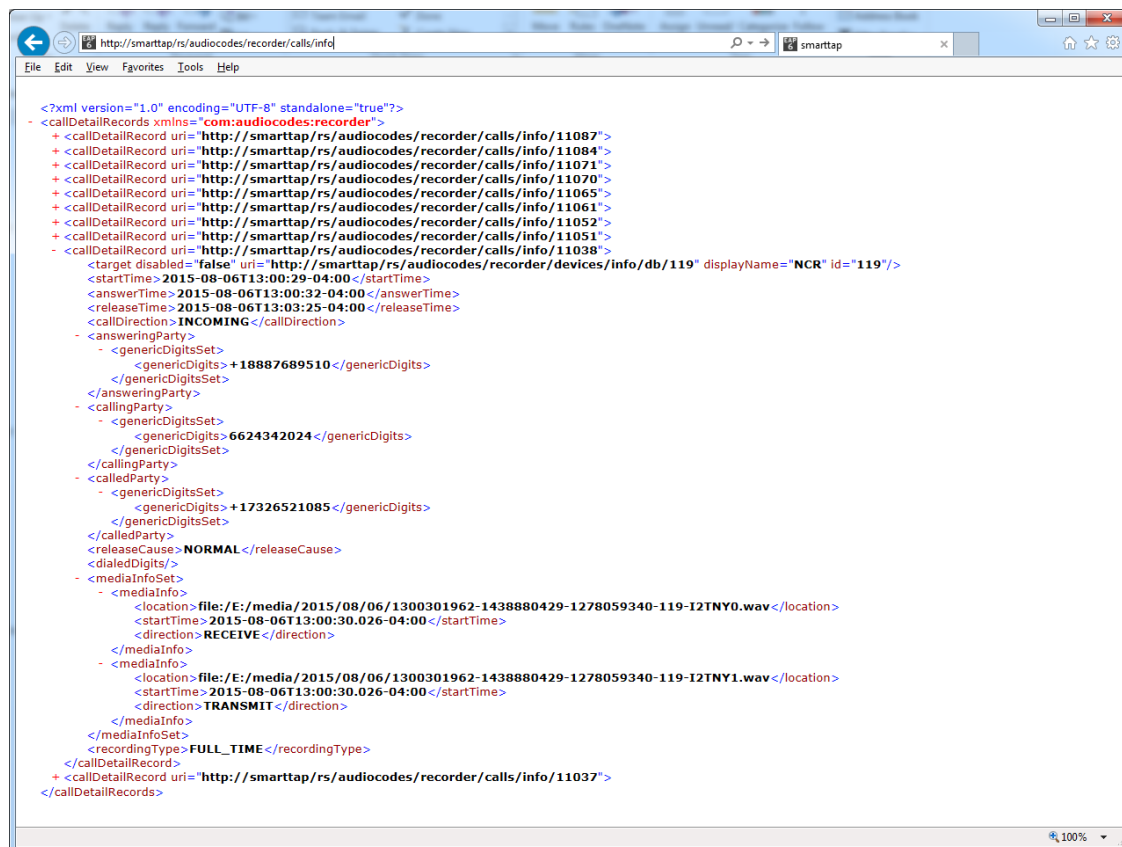 http://smarttap/rs/audiocodes/recorder/calls/info
EAP 6 smarttap
File Edit View Favorites Tools Help
<?xml version="1.0" encoding="UTF-8" standalone="true"?>
- <callDetailRecords xmlns="com:audiocodes:recorder">
+ <callDetailRecord uri="http://smarttap/rs/audiocodes/recorder/calls/info/11087">
+ <callDetailRecord uri="http://smarttap/rs/audiocodes/recorder/calls/info/11084">
+ <callDetailRecord uri="http://smarttap/rs/audiocodes/recorder/calls/info/11071">
+ <callDetailRecord uri="http://smarttap/rs/audiocodes/recorder/calls/info/11070">
+ <callDetailRecord uri="http://smarttap/rs/audiocodes/recorder/calls/info/11065">
+ <callDetailRecord uri="http://smarttap/rs/audiocodes/recorder/calls/info/11061">
+ <callDetailRecord uri="http://smarttap/rs/audiocodes/recorder/calls/info/11052">
+ <callDetailRecord uri="http://smarttap/rs/audiocodes/recorder/calls/info/11051">
- <callDetailRecord uri="http://smarttap/rs/audiocodes/recorder/calls/info/11038">
<target disabled="false" uri="http://smarttap/rs/audiocodes/recorder/devices/info/db/119" displayName="NCR" id="119"/>
<startTime>2015-08-06T13:00:29-04:00</startTime>
<answerTime>2015-08-06T13:00:32-04:00</answerTime>
<releaseTime>2015-08-06T13:03:25-04:00</releaseTime>
<callDirection>INCOMING</callDirection>
- <answeringParty>
- <genericDigitsSet>
<genericDigits>+18887689510</genericDigits>
</genericDigitsSet>
</answeringParty>
- <callingParty>
- <genericDigitsSet>
<genericDigits>6624342024</genericDigits>
</genericDigitsSet>
</callingParty>
- <calledParty>
- <genericDigitsSet>
<genericDigits>+17326521085</genericDigits>
</genericDigitsSet>
</calledParty>
<releaseCause>NORMAL</releaseCause>
<dialedDigits/>
- <mediaInfoSet>
- <mediaInfo>
<location>file:/E:/media/2015/08/06/1300301962-1438880429-1278059340-119-I2TNY0.wav</location>
<startTime>2015-08-06T13:00:30.026-04:00</startTime>
<direction>RECEIVE</direction>
</mediaInfo>
- <mediaInfo>
<location>file:/E:/media/2015/08/06/1300301962-1438880429-1278059340-119-I2TNY1.wav</location>
<startTime>2015-08-06T13:00:30.026-04:00</startTime>
<direction>TRANSMIT</direction>
</mediaInfo>
</mediaInfoSet>
<recordingType>FULL_TIME</recordingType>
</callDetailRecord>
+ <callDetailRecord uri="http://smarttap/rs/audiocodes/recorder/calls/info/11037">
</callDetailRecords>
100%